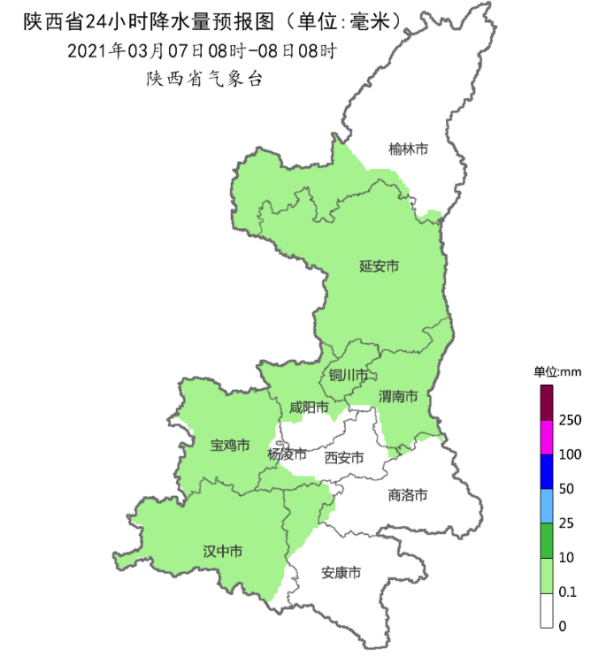 陕西省24小时降水量预报图（单位:毫米）
2021年03月07日08时-08日08时
陕西省气象台
榆林市
延安市
铜川市
渭南市
咸阳市
宝鸡市
杨凌市
西安市
商洛市
汉中市
安康市
单位:mm
250
100
50
25
10
0.1
0